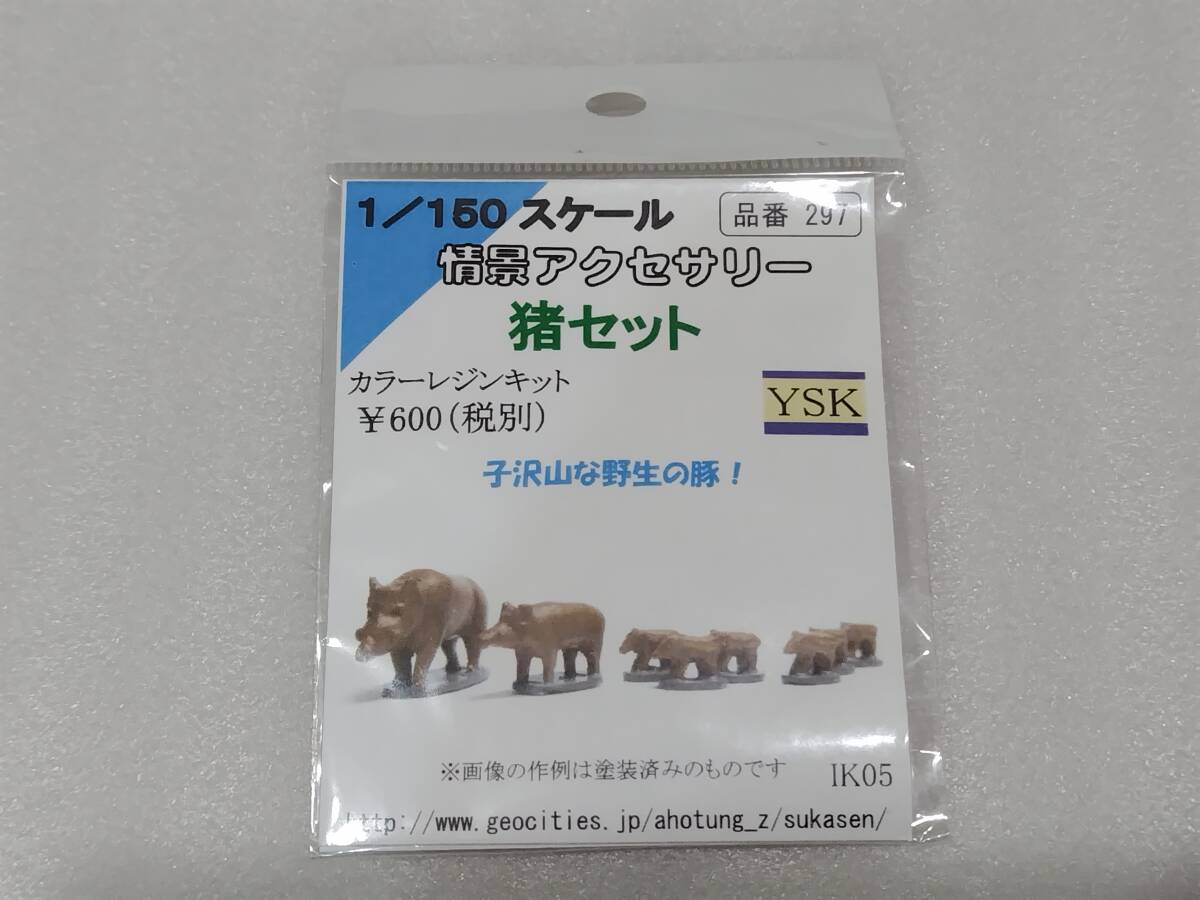 1／150 スケール
品番 297
情景アクセサリー
猪セット
カラーレジンキット
￥600(税別)
YSK
子沢山な野生の豚！
※画像の作例は塗装済みのものです
IK05
http://www.geocities.jp/ahotung_z/sukasen/